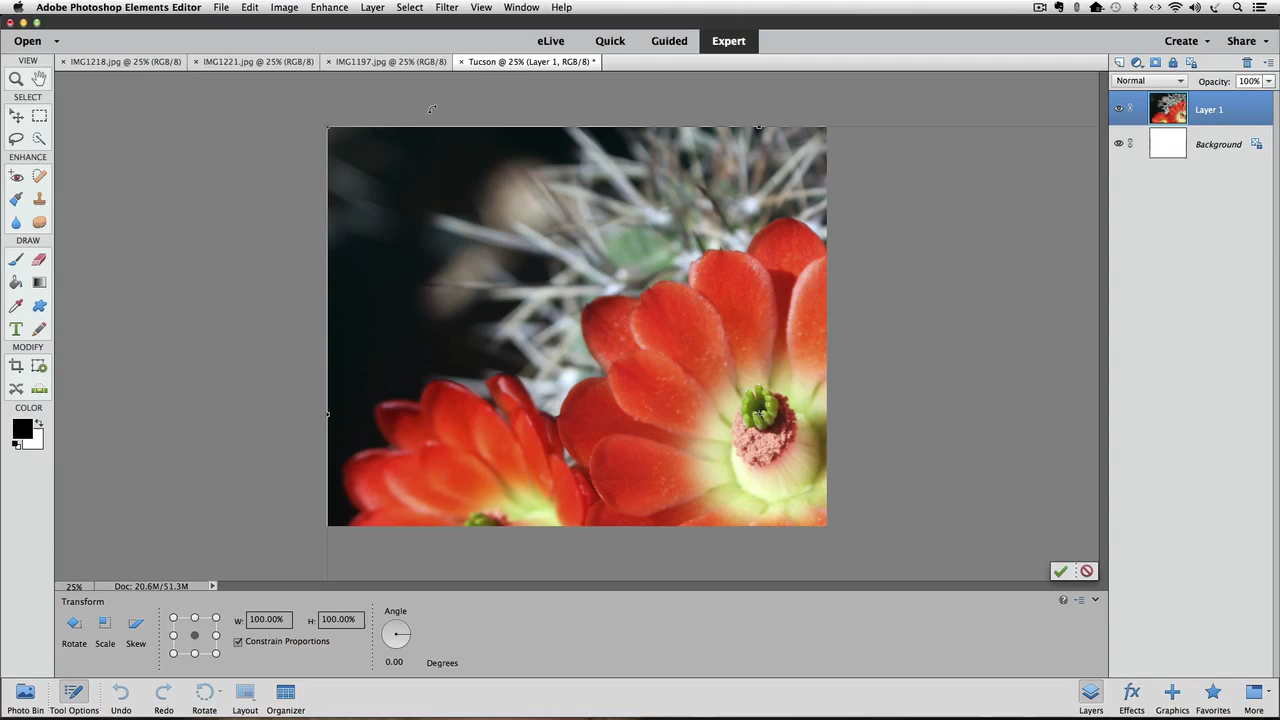 Adobe Photoshop Elements Editor File Edit Image Enhance Layer Select Filter View Window Help
Open eLive Quick Guided Expert Create Share
VIEW × IMG1218.jpg @ 25% (RGB/8) × IMG1221.jpg @ 25% (RGB/8) × IMG1197.jpg @ 25% (RGB/8) × Tucson @ 25% (Layer 1, RGB/8) *
Normal Opacity: 100%
SELECT
Layer 1
Background
ENHANCE
DRAW
T
MODIFY
COLOR
25% Doc: 20.6M/51.3M
Transform
Rotate Scale Skew
W: 100.00% H: 100.00%
Constrain Proportions
Angle
0.00 Degrees
Photo Bin Tool Options Undo Redo Rotate Layout Organizer Layers fx Effects Graphics Favorites More